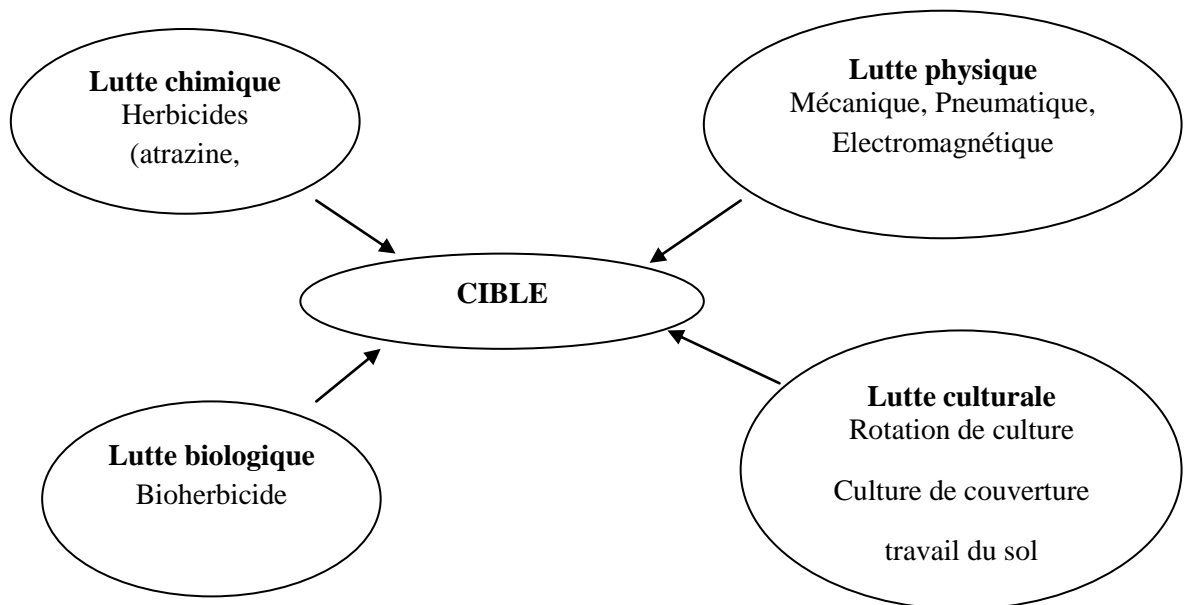 Lutte chimique
Herbicides
(atrazine,
Lutte physique
Mécanique, Pneumatique,
Electromagnétique
CIBLE
Lutte biologique
Bioherbicide
Lutte culturale
Rotation de culture
Culture de couverture
travail du sol